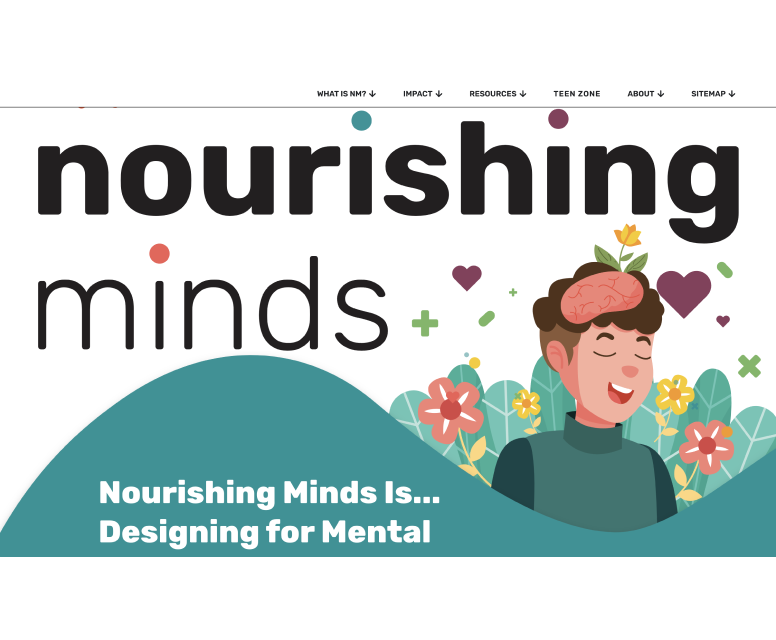 WHAT IS NM? IMPACT RESOURCES TEEN ZONE ABOUT SITEMAP
nourishing
minds
Nourishing Minds Is...
Designing for Mental